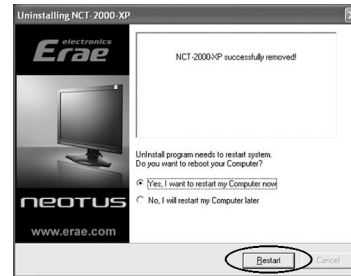 Uninstalling NCT-2000-XP
electronics
Erae
NEOTUS
www.erae.com
NCT-2000-XP successfully removed!
UnInstall program needs to restart system.
Do you want to reboot your Computer?
Yes, I want to restart my Computer now
No, I will restart my Computer later
Restart
Cancel